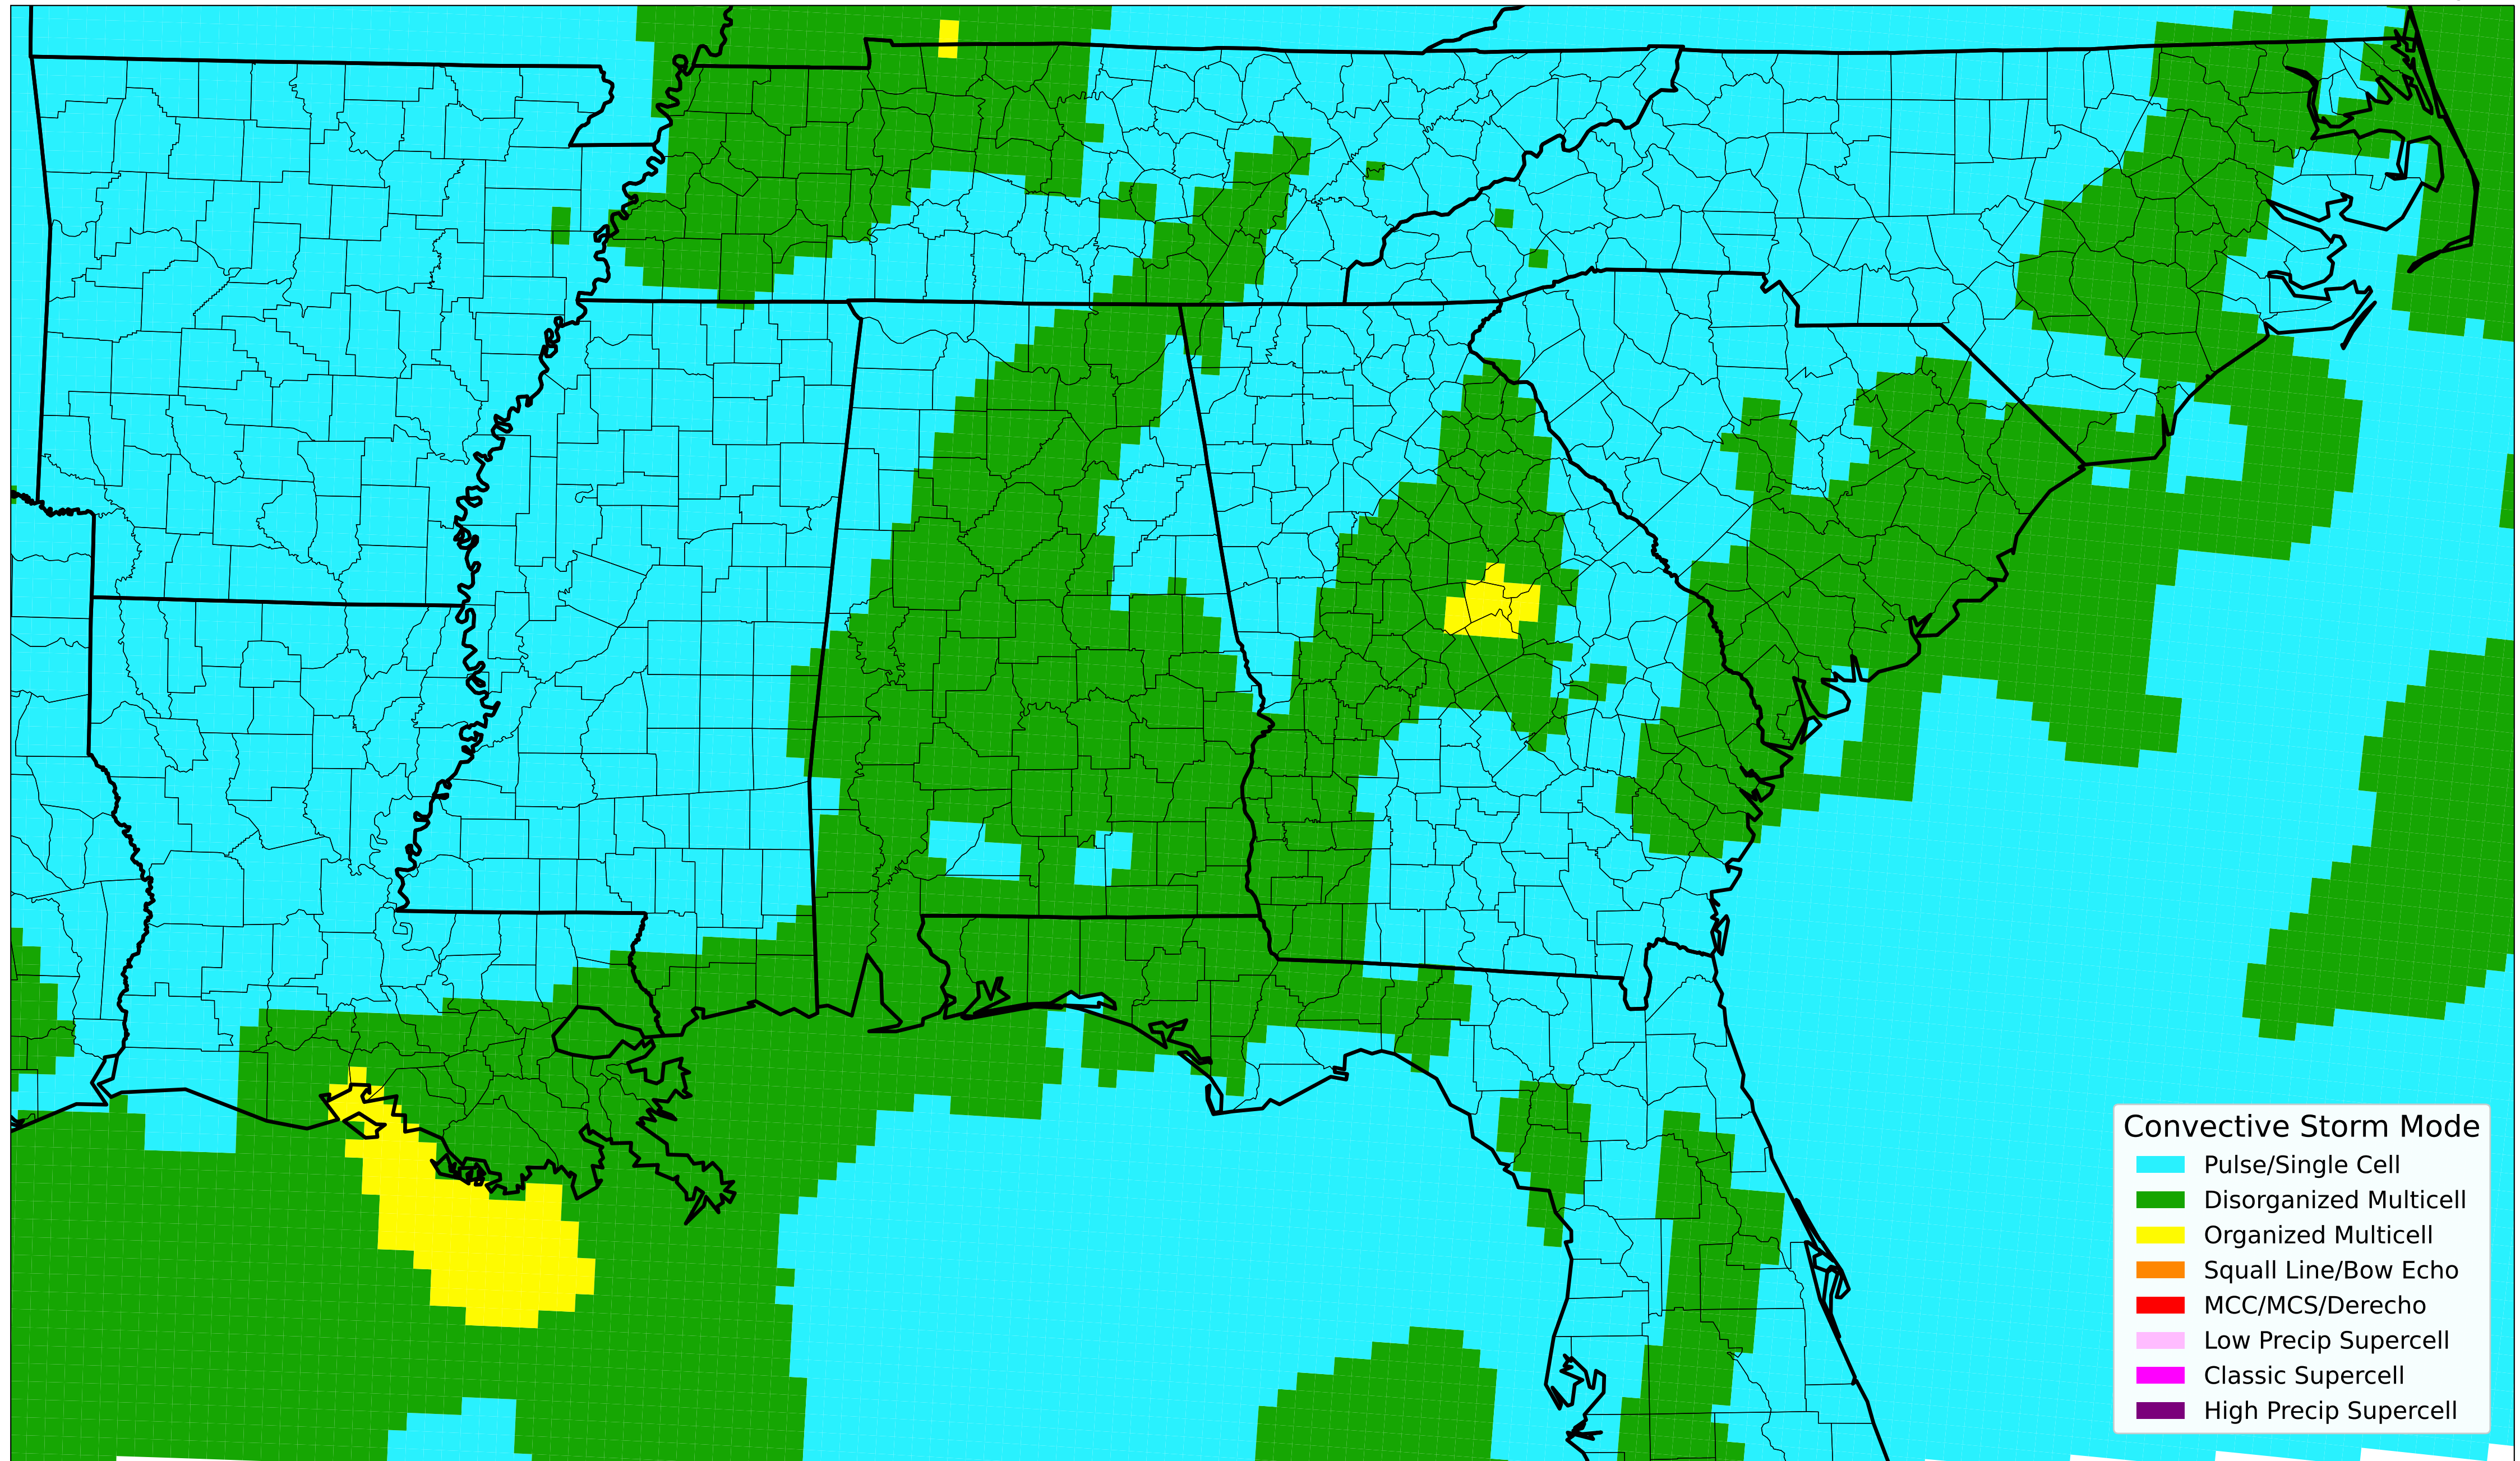 Convective Storm Mode
Pulse/Single Cell
Disorganized Multicell
Organized Multicell
Squall Line/Bow Echo
MCC/MCS/Derecho
Low Precip Supercell
Classic Supercell
High Precip Supercell